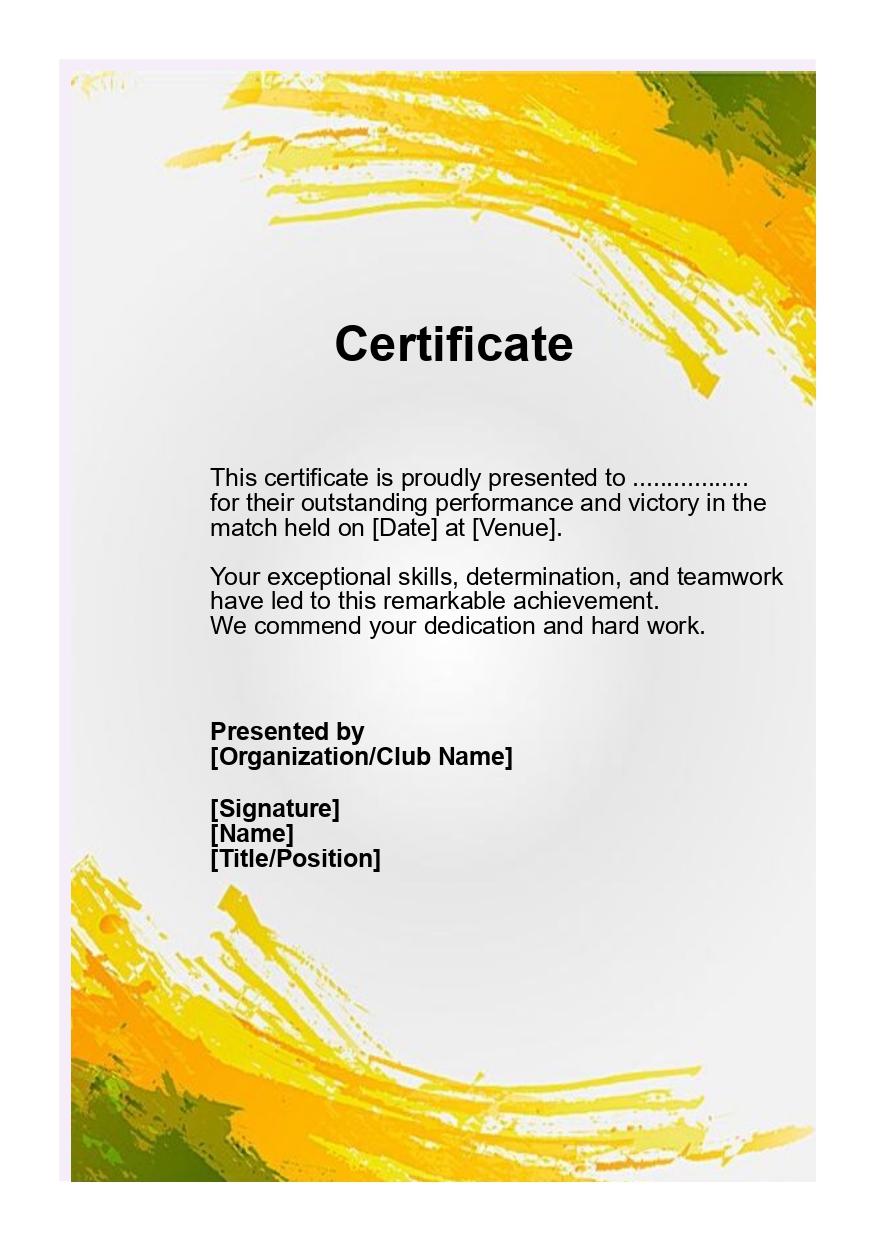 Certificate
This certificate is proudly presented to .................
for their outstanding performance and victory in the
match held on [Date] at [Venue].
Your exceptional skills, determination, and teamwork
have led to this remarkable achievement.
We commend your dedication and hard work.
Presented by
[Organization/Club Name]
[Signature]
[Name]
[Title/Position]